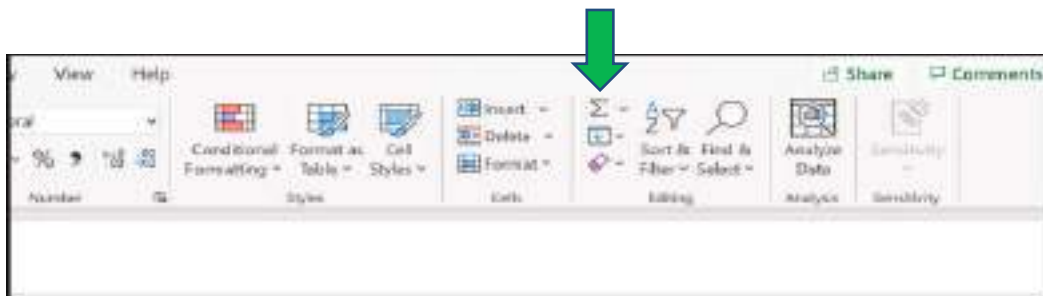 View Help Share Comments
Insert
Delete
Format
Conditional Formatting
Format as Table
Cell Styles
Σ
Sort & Filter
Find & Select
Analyze Data
Sensitivity
%
Number Styles Cells Editing Analysis Sensitivity